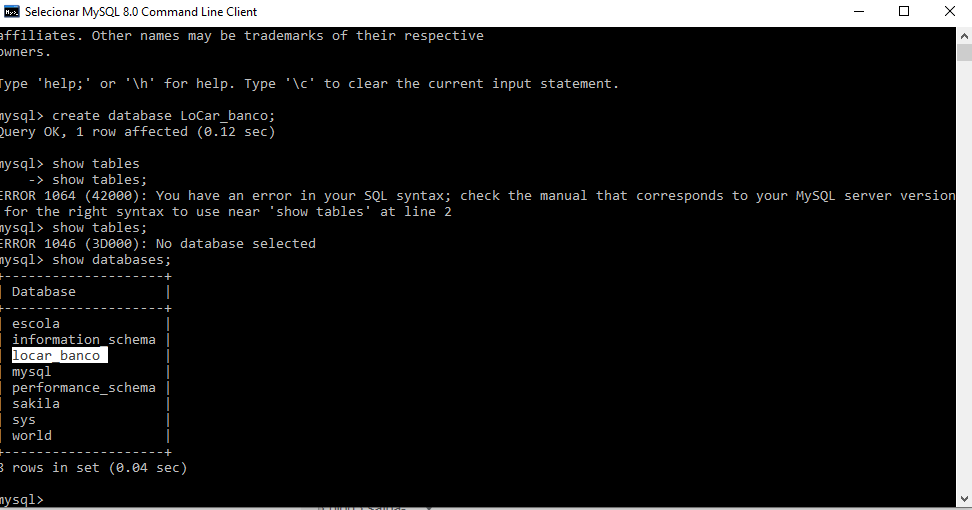 Selecionar MySQL 8.0 Command Line Client
affiliates. Other names may be trademarks of their respective
owners.
Type 'help;' or '\h' for help. Type '\c' to clear the current input statement.
mysql> create database LoCar_banco;
Query OK, 1 row affected (0.12 sec)
mysql> show tables
    -> show tables;
ERROR 1064 (42000): You have an error in your SQL syntax; check the manual that corresponds to your MySQL server version
 for the right syntax to use near 'show tables' at line 2
mysql> show tables;
ERROR 1046 (3D000): No database selected
mysql> show databases;
+--------------------+
| Database           |
+--------------------+
| escola             |
| information_schema |
| locar_banco        |
| mysql              |
| performance_schema |
| sakila             |
| sys                |
| world              |
+--------------------+
8 rows in set (0.04 sec)
mysql>